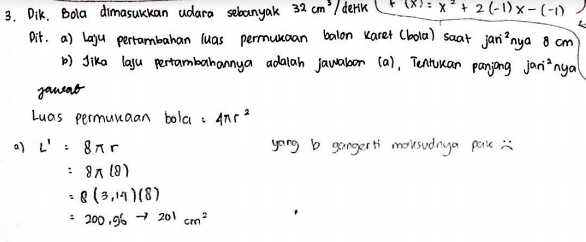 f(x) = x² + 2(-1)x - (-1)
3. Dik. Bola dimasukkan udara sebanyak 32 cm³/detik
Dit. a) Laju pertambahan luas permukaan balon karet (bola) saat jari²nya 8 cm
b) Jika laju pertambahannya adalah jawaban (a), Tentukan panjang jari²nya
jawab
Luas permukaan bola : 4πr²
a) L' : 8πr
: 8π (8)
= 8 (3,14)(8)
= 200,96 → 201 cm²
yang b gangerti maksudnya pak :(